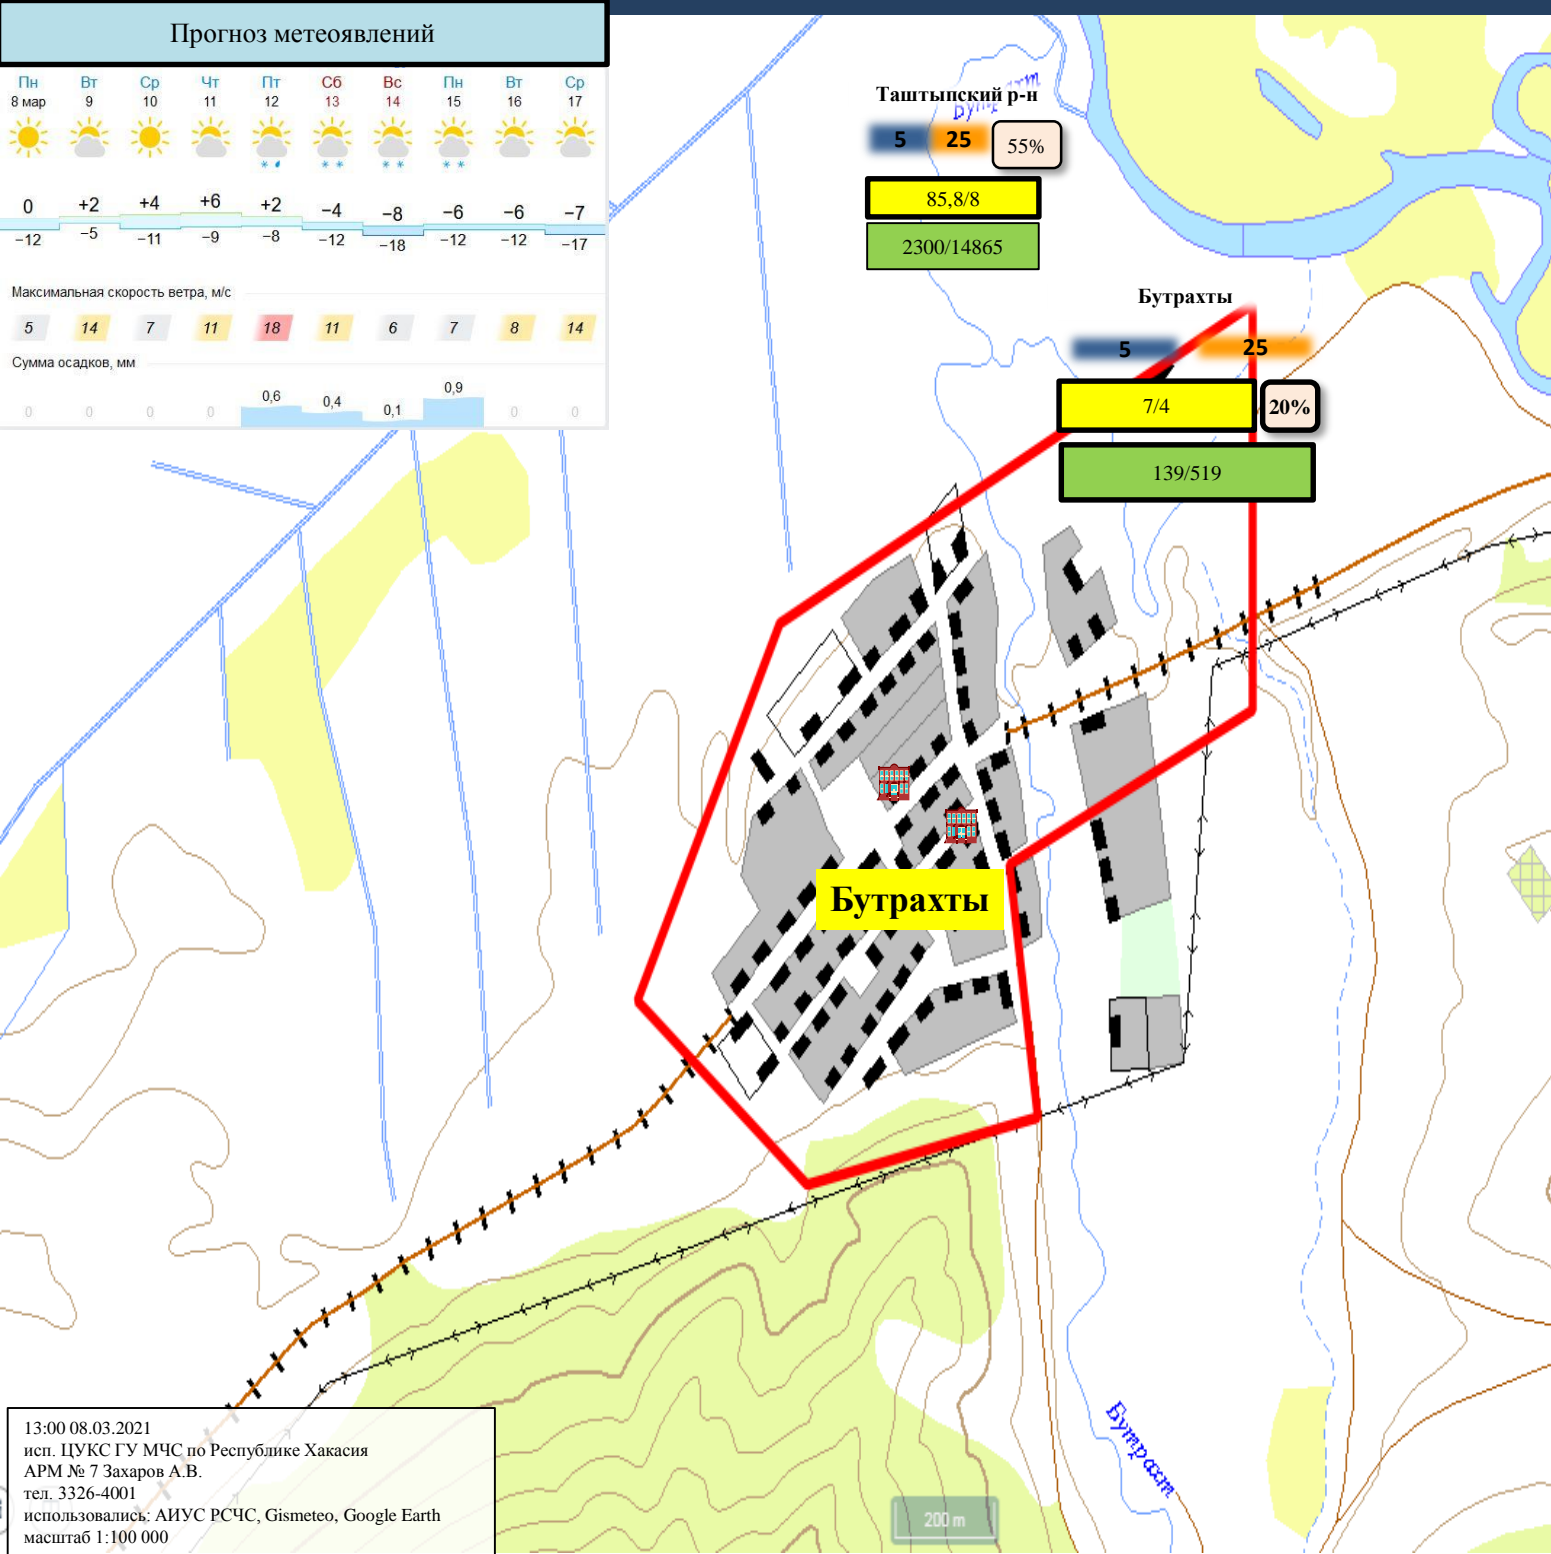 Прогноз метеоявлений
Пн Вт Ср Чт Пт Сб Вс Пн Вт Ср
8 мар 9 10 11 12 13 14 15 16 17
0 +2 +4 +6 +2 −4 −8 −6 −6 −7
−12 −5 −11 −9 −8 −12 −18 −12 −12 −17
Максимальная скорость ветра, м/с
5 14 7 11 18 11 6 7 8 14
Сумма осадков, мм
0 0 0 0 0,6 0,4 0,1 0,9 0 0
Таштыпский р-н
5 25 55%
85,8/8
2300/14865
Бутрахты
5 25
7/4 20%
139/519
Бутрахты
Бутрахт
200 m
13:00 08.03.2021
исп. ЦУКС ГУ МЧС по Республике Хакасия
АРМ № 7 Захаров А.В.
тел. 3326-4001
использовались: АИУС РСЧС, Gismeteo, Google Earth
масштаб 1:100 000